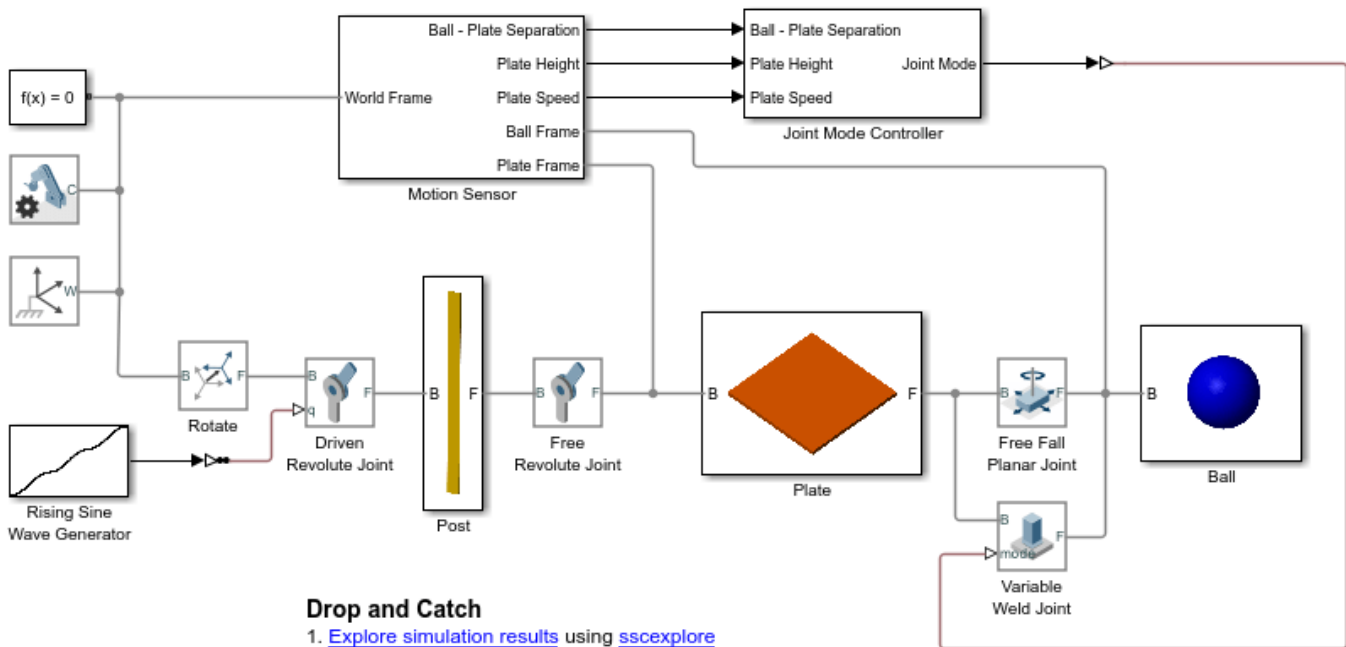 Ball - Plate Separation
Plate Height
Plate Speed
Ball Frame
Plate Frame
World Frame
Motion Sensor
Ball - Plate Separation
Plate Height
Plate Speed
Joint Mode
Joint Mode Controller
f(x) = 0
C
W
B
F
Rotate
B
q
F
Driven
Revolute Joint
B
F
Post
B
F
Free
Revolute Joint
B
F
Plate
B
F
Free Fall
Planar Joint
B
Ball
B
mode
F
Variable
Weld Joint
Rising Sine
Wave Generator
Drop and Catch
1. Explore simulation results using sscexplore